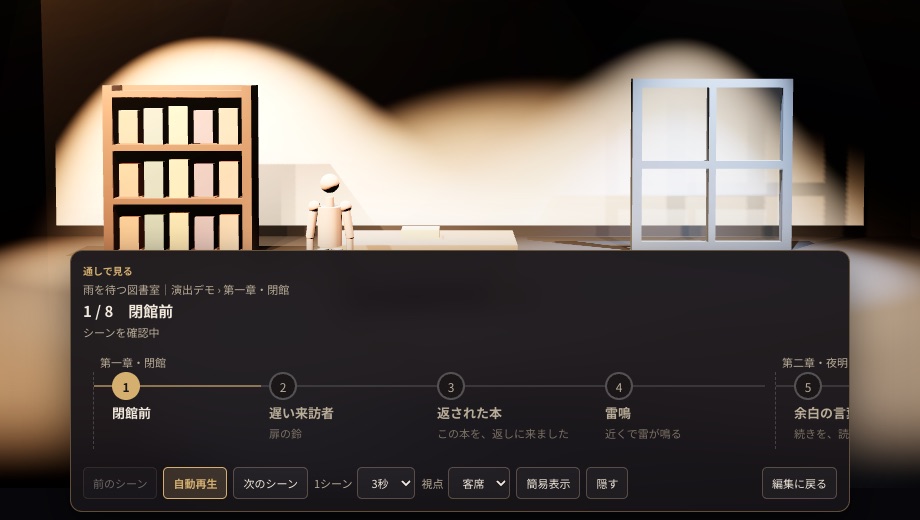 通しで見る
雨を待つ図書室｜演出デモ › 第一章・閉館前
1 / 8 閉館前
シーンを確認中
第一章・閉館 第二章・夜明
1 2 3 4 5
閉館前 遅い来訪者 返された本 雷鳴 余白の言
扉の鈴 この本を、返しに来ました 近くで雷が鳴る 続きを、読
前のシーン 自動再生 次のシーン 1シーン 3秒 視点 客席 簡易表示 隠す 編集に戻る